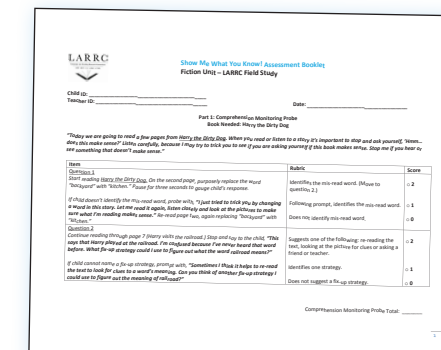 LARRC
Show Me What You Know! Assessment Booklet
Fiction Unit – LARRC Field Study
Child ID: ____________________
Teacher ID: ____________________
Date: ____________________
Part 1: Comprehension Monitoring Probe
Book Needed: Harry the Dirty Dog
"Today we are going to read a few pages from Harry the Dirty Dog. When you read or listen to a story it's important to stop and ask yourself, 'Hmm...
does this make sense?' Listen carefully, because I may try to trick you to see if you are asking yourself if this book makes sense. Stop me if you hear or
see something that doesn't make sense."
Item Rubric Score
Question 1
Start reading Harry the Dirty Dog. On the second page, purposely replace the word
"backyard" with "kitchen." Pause for three seconds to gauge child's response.
Identifies the mis-read word. (Move to
question 2.)
○ 2
If child doesn't identify the mis-read word, probe with, "I just tried to trick you by changing
a word in this story. Let me read it again, listen closely and look at the pictures to make
sure what I'm reading makes sense." Re-read page two, again replacing "backyard" with
"kitchen."
Following prompt, identifies the mis-read word.
○ 1
Does not identify mis-read word.
○ 0
Question 2
Continue reading through page 7 (Harry visits the railroad.) Stop and say to the child, "This
says that Harry played at the railroad. I'm confused because I've never heard that word
before. What fix-up strategy could I use to figure out what the word railroad means?"
Suggests one of the following: re-reading the
text, looking at the picture for clues or asking a
friend or teacher.
○ 2
If child cannot name a fix-up strategy, prompt with, "Sometimes I think it helps to re-read
the text to look for clues to a word's meaning. Can you think of another fix-up strategy I
could use to figure out the meaning of railroad?"
Identifies one strategy.
○ 1
Does not suggest a fix-up strategy.
○ 0
Comprehension Monitoring Probe Total: ______